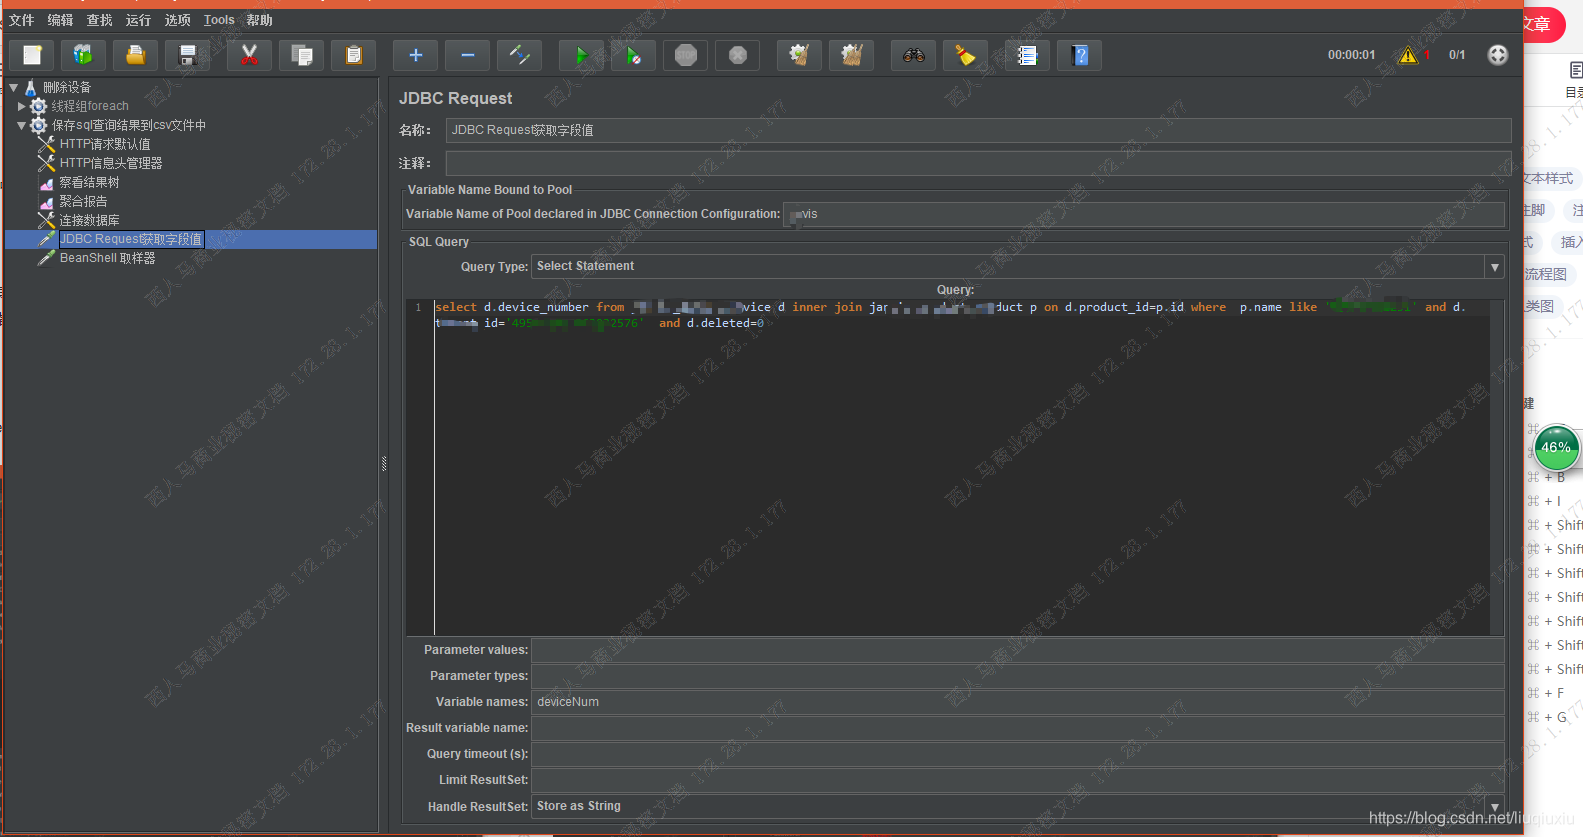 文件 编辑 查找 运行 选项 Tools 帮助
00:00:01 1 0/1
删除设备
线程组foreach
保存sql查询结果到csv文件中
HTTP请求默认值
HTTP信息头管理器
察看结果树
聚合报告
连接数据库
JDBC Request获取字段值
BeanShell 取样器
JDBC Request
名称： JDBC Request获取字段值
注释：
Variable Name Bound to Pool
Variable Name of Pool declared in JDBC Connection Configuration: vis
SQL Query
Query Type: Select Statement
Query:
1 select d.device_number from vice d inner join jar duct p on d.product_id=p.id where p.name like ' ' and d.
t id='495 2576' and d.deleted=0
Parameter values:
Parameter types:
Variable names: deviceNum
Result variable name:
Query timeout (s):
Limit ResultSet:
Handle ResultSet: Store as String
文章
目录
文本样式
注脚 注
式 插入
流程图
类图
建
46%
⌘ + B
⌘ + I
⌘ + Shift
⌘ + Shift
⌘ + Shift
⌘ + Shift
⌘ + Shift
⌘ + Shift
⌘ + Shift
⌘ + F
⌘ + G
https://blog.csdn.net/liuqiuxiu